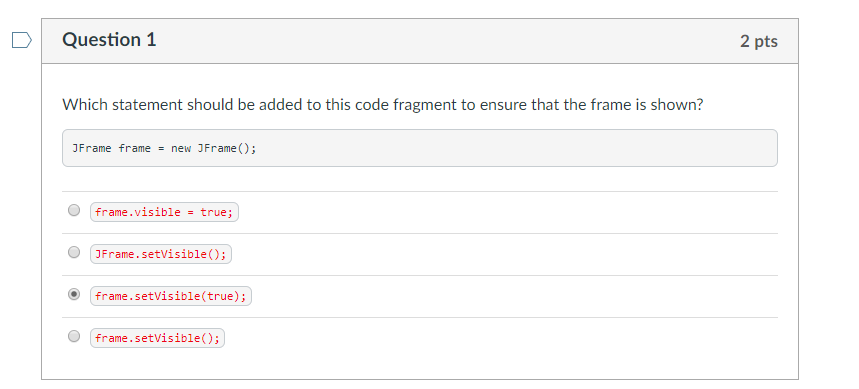 Question 1
2 pts
Which statement should be added to this code fragment to ensure that the frame is shown?
JFrame frame = new JFrame();
frame.visible = true;
JFrame.setVisible();
frame.setVisible(true);
frame.setVisible();